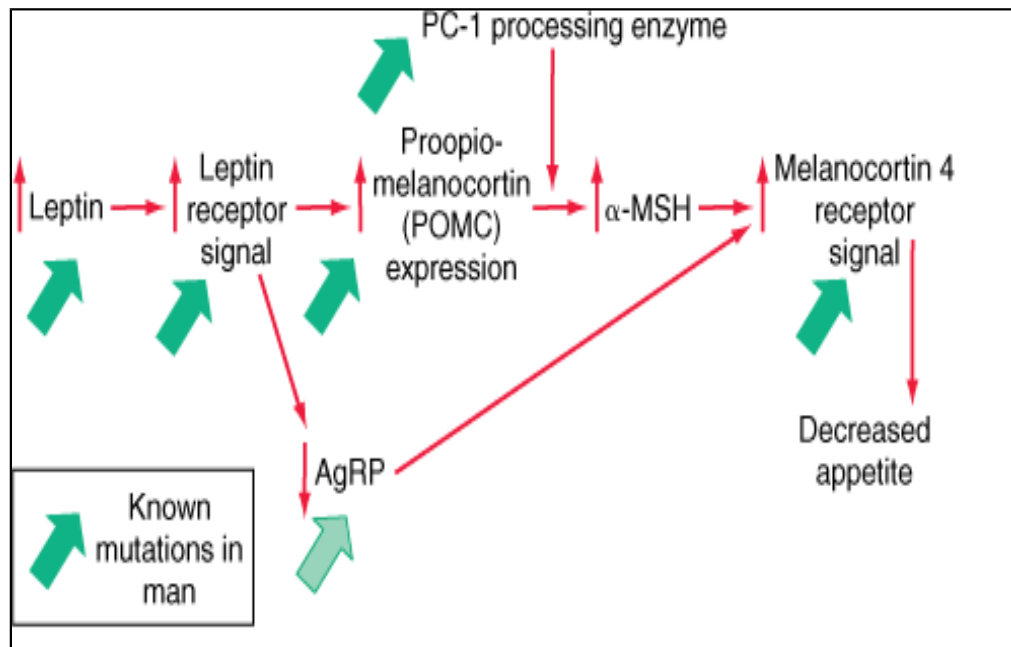 PC-1 processing enzyme
Proopio-
melanocortin
(POMC)
expression
Leptin
Leptin
receptor
signal
α-MSH
Melanocortin 4
receptor
signal
AgRP
Decreased
appetite
Known
mutations in
man